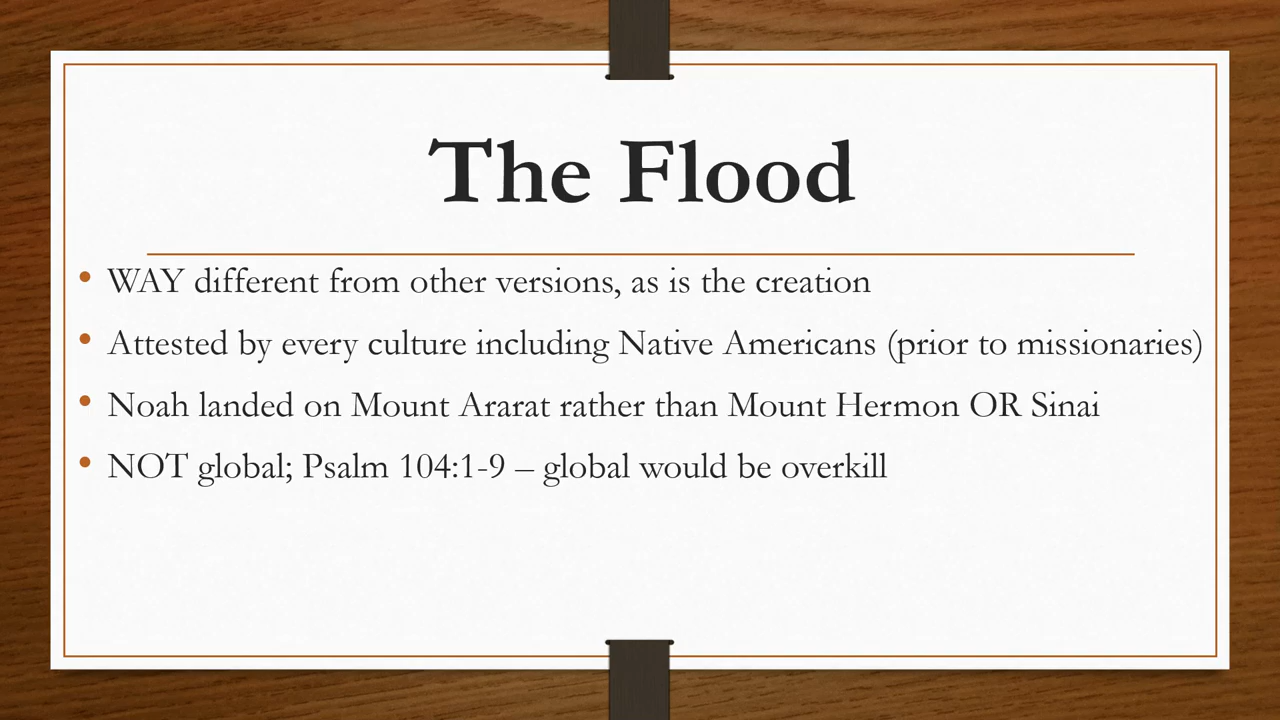 The Flood
• WAY different from other versions, as is the creation
• Attested by every culture including Native Americans (prior to missionaries)
• Noah landed on Mount Ararat rather than Mount Hermon OR Sinai
• NOT global; Psalm 104:1-9 – global would be overkill